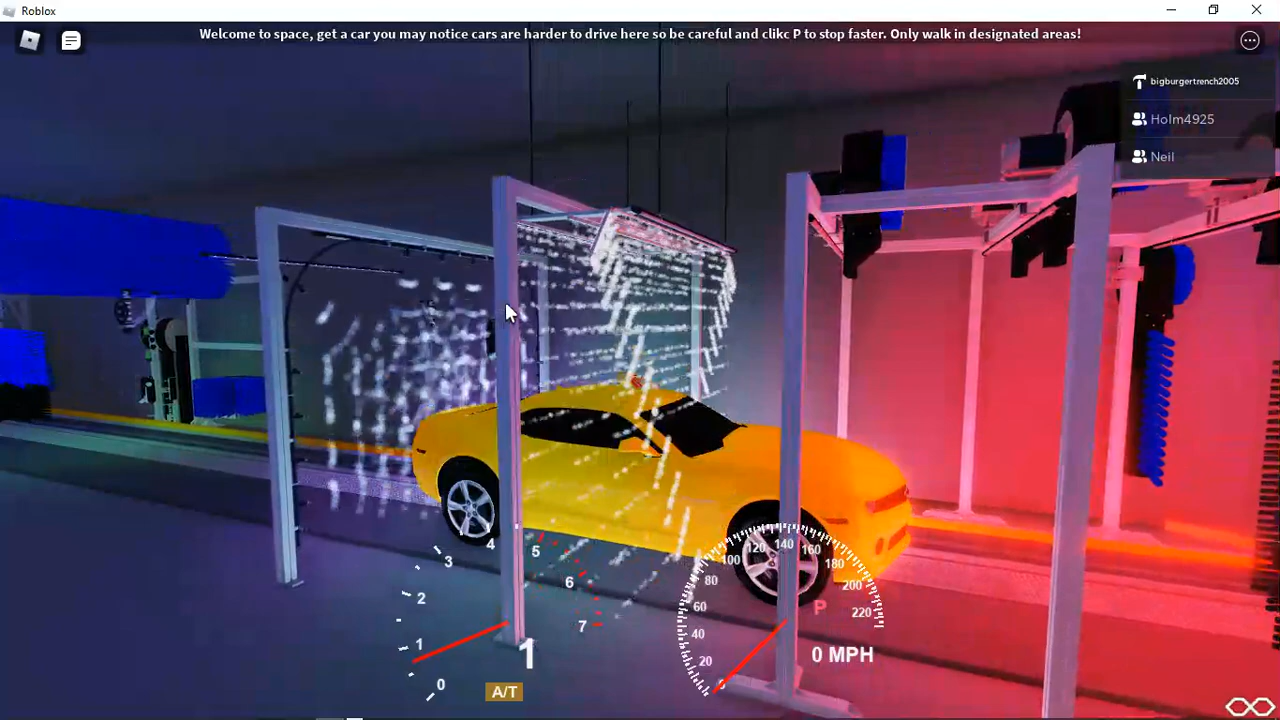 Roblox
Welcome to space, get a car you may notice cars are harder to drive here so be careful and clikc P to stop faster. Only walk in designated areas!
bigburgertrench2005
Holm4925
Neil
0
1
2
3
4
5
6
7
1
A/T
0
20
40
60
80
100
120
140
160
180
200
220
P
0 MPH